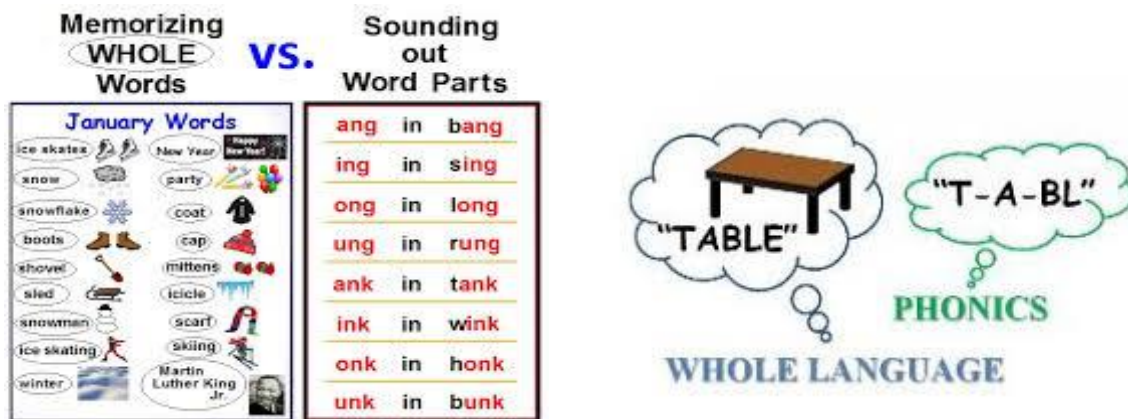 Memorizing
WHOLE
Words
VS.
Sounding
out
Word Parts
January Words
ice skates
New Year
Happy
New Year!
snow
party
snowflake
coat
boots
cap
shovel
mittens
sled
icicle
snowman
scarf
ice skating
skiing
winter
Martin
Luther King
Jr.
ang in bang
ing in sing
ong in long
ung in rung
ank in tank
ink in wink
onk in honk
unk in bunk
"TABLE"
WHOLE LANGUAGE
"T-A-BL"
PHONICS